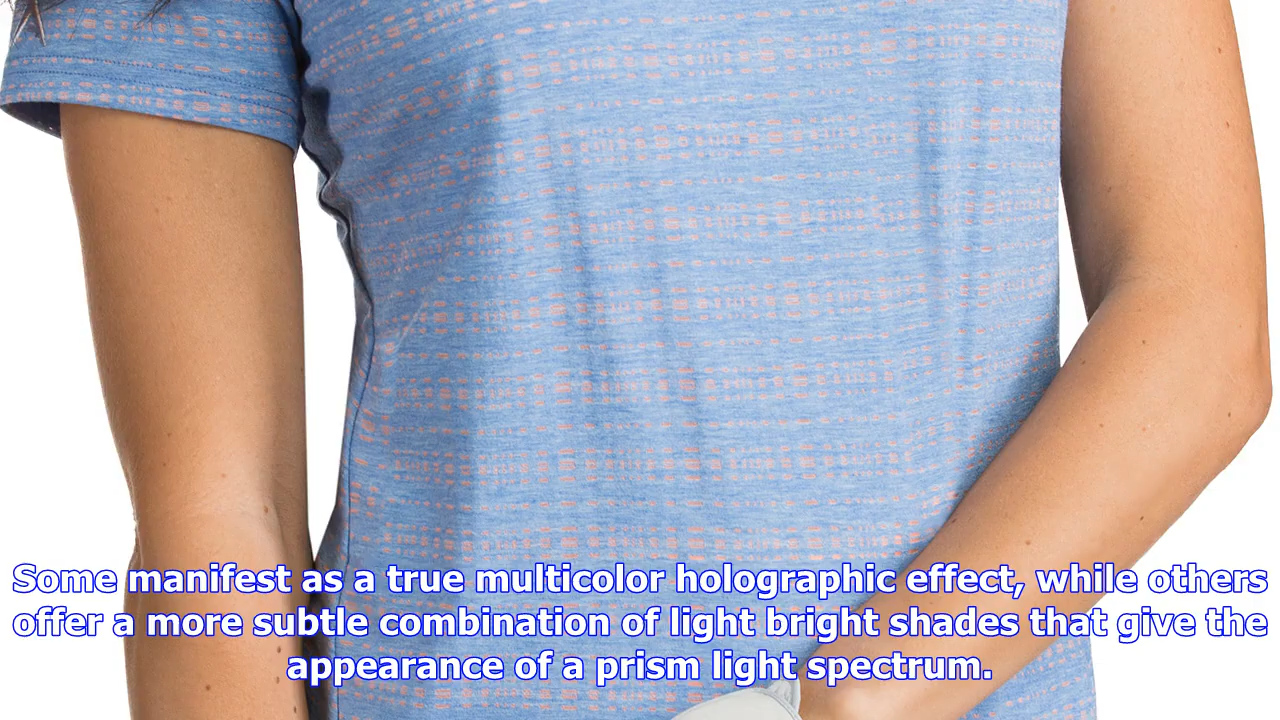 Some manifest as a true multicolor holographic effect, while others
offer a more subtle combination of light bright shades that give the
appearance of a prism light spectrum.